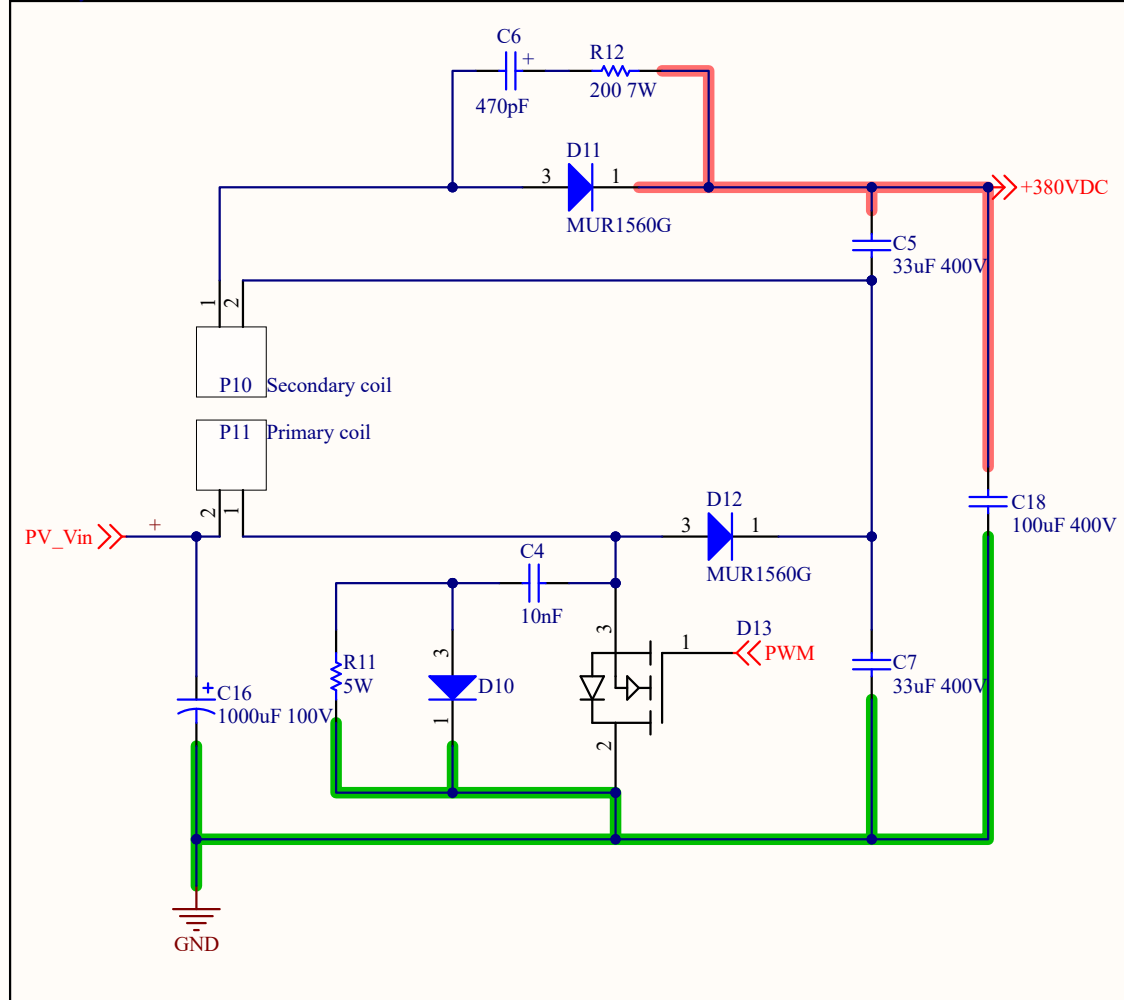 C6
+
R12
470pF
200 7W
D11
3
1
MUR1560G
+380VDC
C5
33uF 400V
1
2
P10
Secondary coil
P11
Primary coil
2
1
PV_Vin
+
D12
3
1
MUR1560G
C18
100uF 400V
C4
10nF
3
1
D13
PWM
R11
5W
3
D10
1
C7
33uF 400V
+
C16
1000uF 100V
2
GND